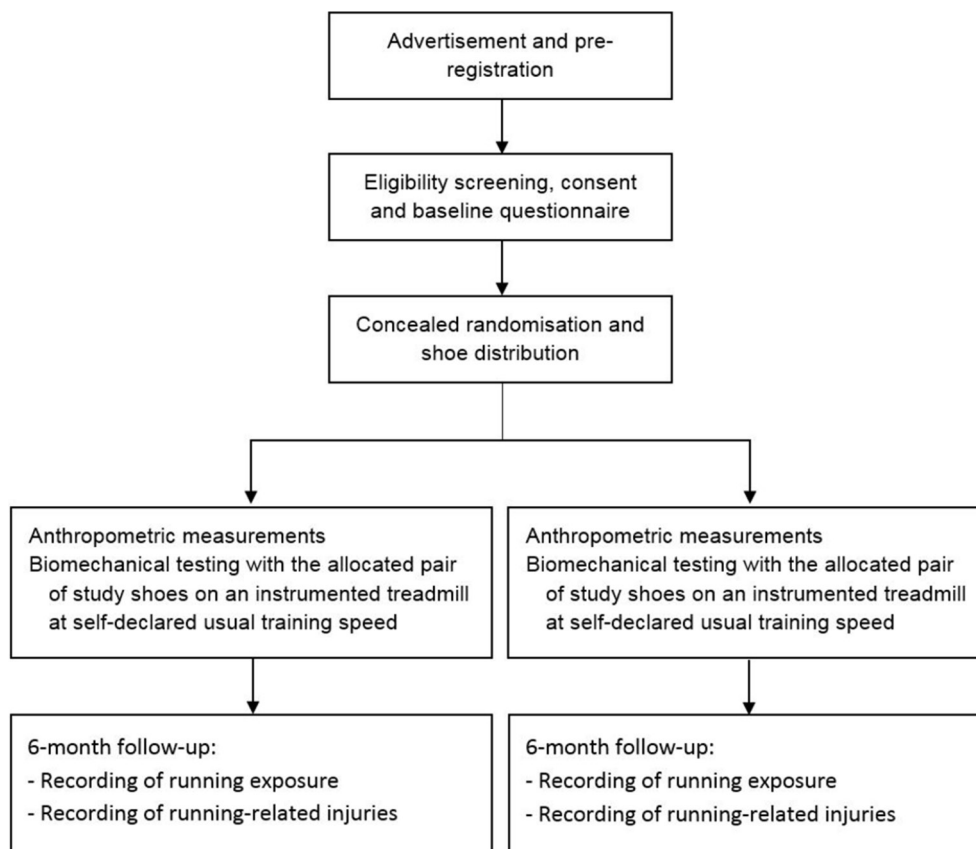 Advertisement and pre-
registration
Eligibility screening, consent
and baseline questionnaire
Concealed randomisation and
shoe distribution
Anthropometric measurements
Biomechanical testing with the allocated pair
of study shoes on an instrumented treadmill
at self-declared usual training speed
Anthropometric measurements
Biomechanical testing with the allocated pair
of study shoes on an instrumented treadmill
at self-declared usual training speed
6-month follow-up:
- Recording of running exposure
- Recording of running-related injuries
6-month follow-up:
- Recording of running exposure
- Recording of running-related injuries